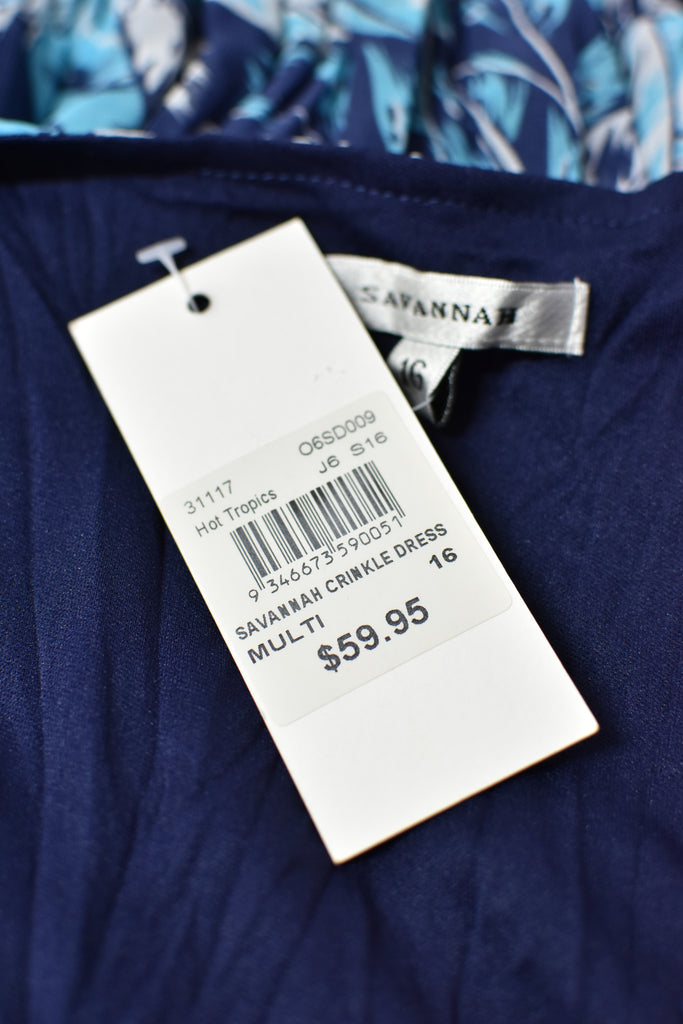 SAVANNAH
16
31117
O6SD009
Hot Tropics
J6 S16
9 346673 590051
SAVANNAH CRINKLE DRESS
MULTI
16
$59.95